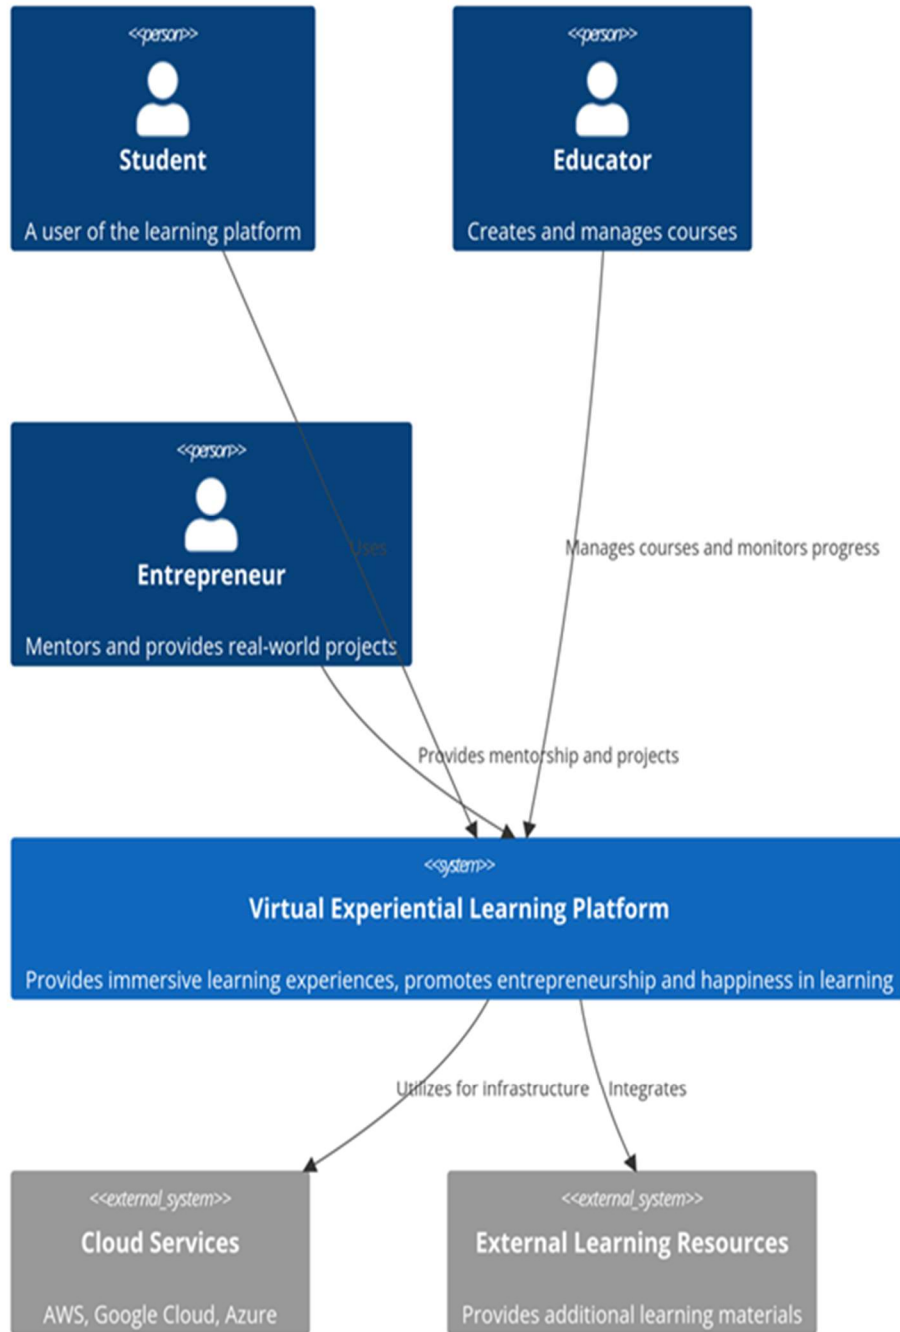 <<person>>
Student
A user of the learning platform
<<person>>
Educator
Creates and manages courses
<<person>>
Entrepreneur
Mentors and provides real-world projects
Uses
Manages courses and monitors progress
Provides mentorship and projects
<<system>>
Virtual Experiential Learning Platform
Provides immersive learning experiences, promotes entrepreneurship and happiness in learning
Utilizes for infrastructure
Integrates
<<external_system>>
Cloud Services
AWS, Google Cloud, Azure
<<external_system>>
External Learning Resources
Provides additional learning materials